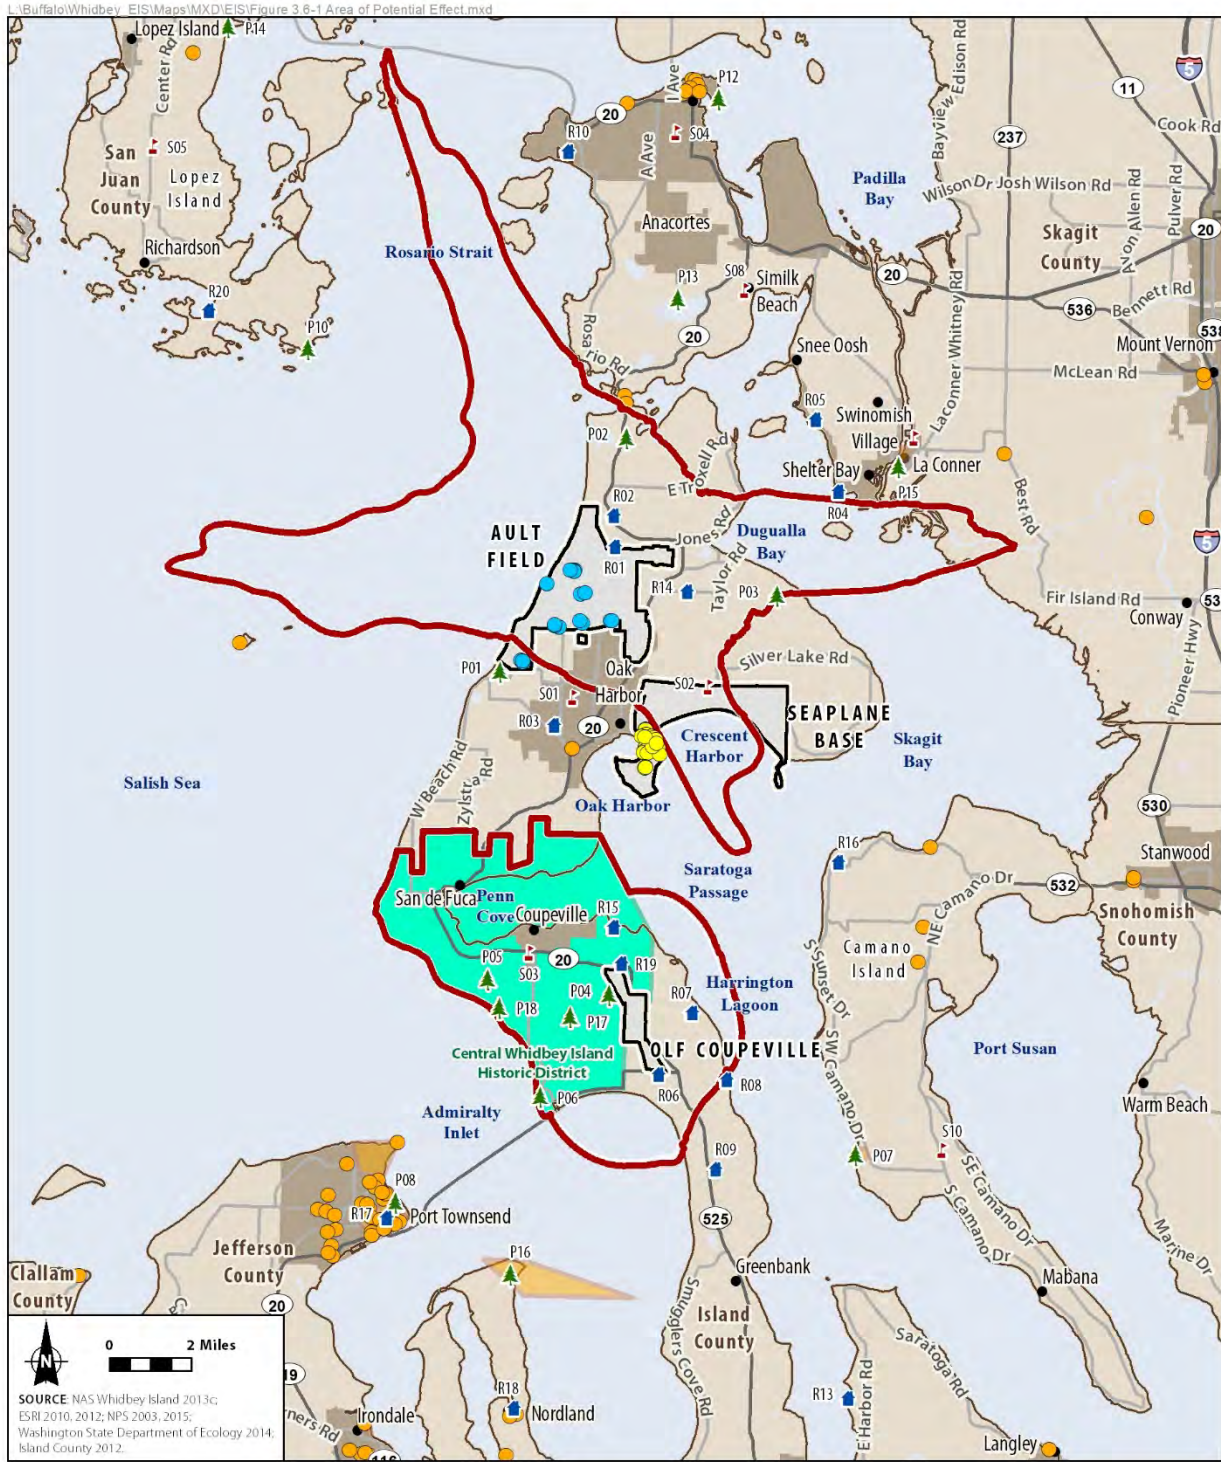 L:\Buffalo\Whidbey_EIS\Maps\MXD\EIS\Figure 3.6-1 Area of Potential Effect.mxd
Lopez Island
P14
Center Rd
S05
San
Juan
County
Lopez
Island
Richardson
R20
P10
Rosario Strait
R10
20
I Ave
A Ave
P12
S04
Anacortes
P13
S08
Similk
Beach
20
Rosario Rd
Padilla
Bay
Bayview Edison Rd
237
11
5
Cook Rd
Wilson Dr
Josh Wilson Rd
Avon Allen Rd
Pulver Rd
20
Skagit
County
20
536
Bennett Rd
538
Mount Vernon
McLean Rd
Laconner Whitney Rd
Snee Oosh
R05
Swinomish
Village
Shelter Bay
La Conner
P15
R04
Best Rd
5
P02
E Troxell Rd
R02
Jones Rd
Taylor Rd
Dugualla
Bay
AULT
FIELD
R01
R14
P03
Fir Island Rd
Conway
Pioneer Hwy
P01
Oak
Harbor
S01
R03
20
S02
Silver Lake Rd
SEAPLANE
BASE
Crescent
Harbor
Skagit
Bay
Salish Sea
W Beach Rd
Zylstra Rd
Oak Harbor
530
Stanwood
R16
Saratoga
Passage
532
NE Camano Dr
Snohomish
County
San de Fuca
Penn
Cove
Coupeville
R15
P05
S03
20
R19
P04
P18
P17
R07
Harrington
Lagoon
Camano
Island
S Sunset Dr
SW Camano Dr
Port Susan
OLF COUPEVILLE
Central Whidbey Island
Historic District
P06
R06
R08
Admiralty
Inlet
Warm Beach
R09
P07
S10
SE Camano Dr
S Camano Dr
Marine Dr
P08
R17
Port Townsend
Jefferson
County
Clallam
County
20
P16
525
Greenbank
Smugglers Cove Rd
Island
County
Mabana
Saratoga Rd
E Harbor Rd
R13
Langley
R18
Nordland
Irondale
N
0 2 Miles
SOURCE: NAS Whidbey Island 2013c;
ESRI 2010, 2012; NPS 2003, 2015;
Washington State Department of Ecology 2014;
Island County 2012.